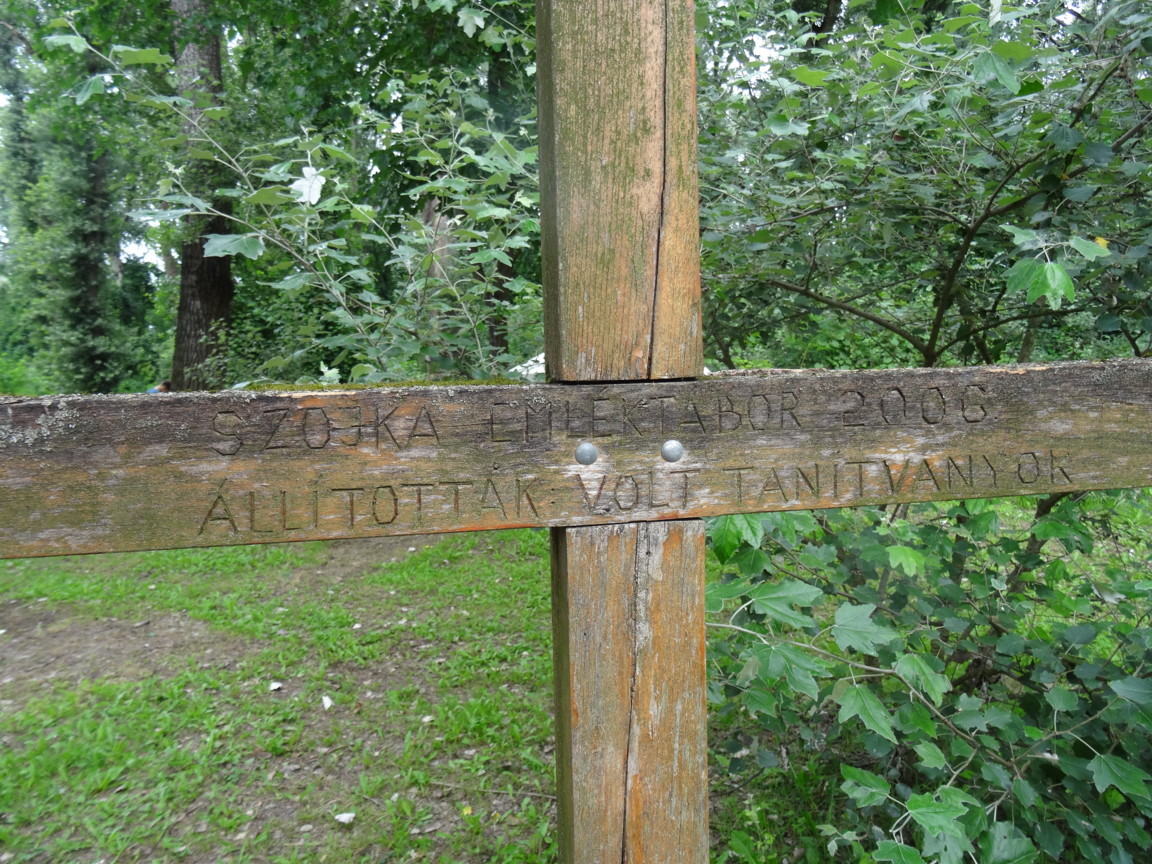 SZOJKA EMLÉKTÁBOR 2006
ÁLLÍTOTTÁK VOLT TANÍTVÁNYOK